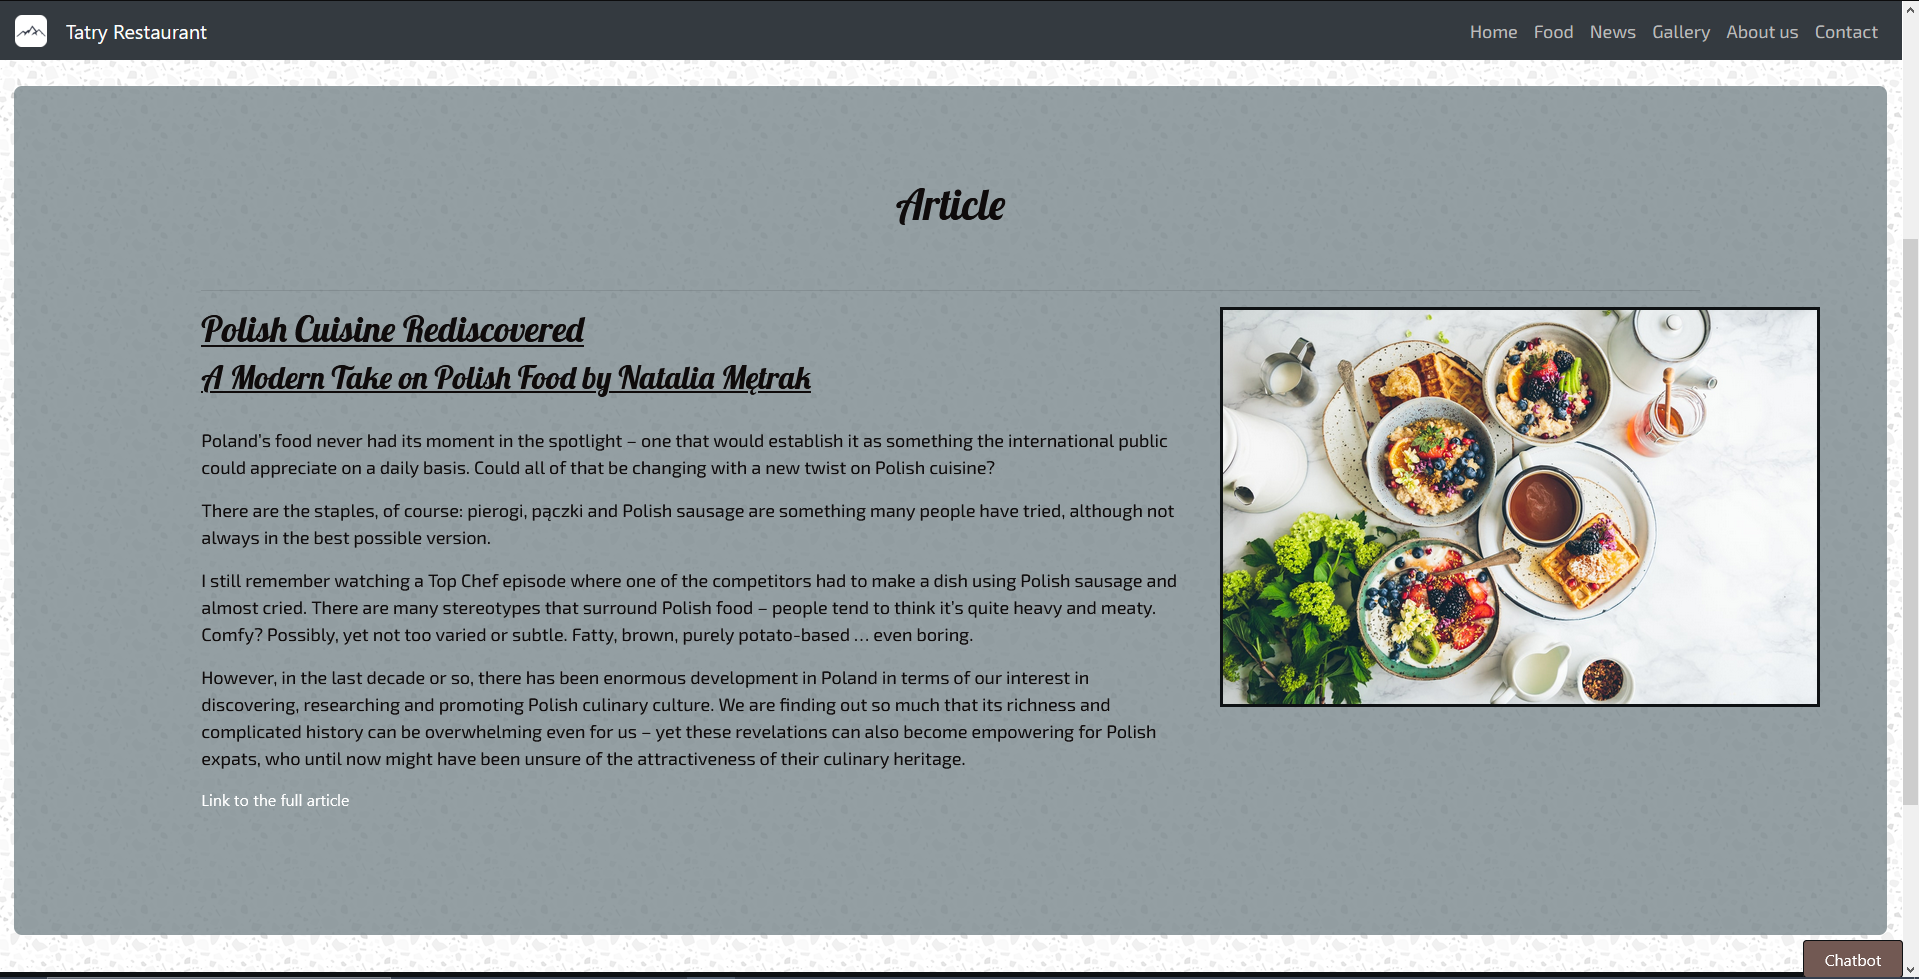 Tatry Restaurant
Home Food News Gallery About us Contact
Article
Polish Cuisine Rediscovered
A Modern Take on Polish Food by Natalia Mętrak
Poland’s food never had its moment in the spotlight – one that would establish it as something the international public
could appreciate on a daily basis. Could all of that be changing with a new twist on Polish cuisine?
There are the staples, of course: pierogi, pączki and Polish sausage are something many people have tried, although not
always in the best possible version.
I still remember watching a Top Chef episode where one of the competitors had to make a dish using Polish sausage and
almost cried. There are many stereotypes that surround Polish food – people tend to think it’s quite heavy and meaty.
Comfy? Possibly, yet not too varied or subtle. Fatty, brown, purely potato-based … even boring.
However, in the last decade or so, there has been enormous development in Poland in terms of our interest in
discovering, researching and promoting Polish culinary culture. We are finding out so much that its richness and
complicated history can be overwhelming even for us – yet these revelations can also become empowering for Polish
expats, who until now might have been unsure of the attractiveness of their culinary heritage.
Link to the full article
Chatbot